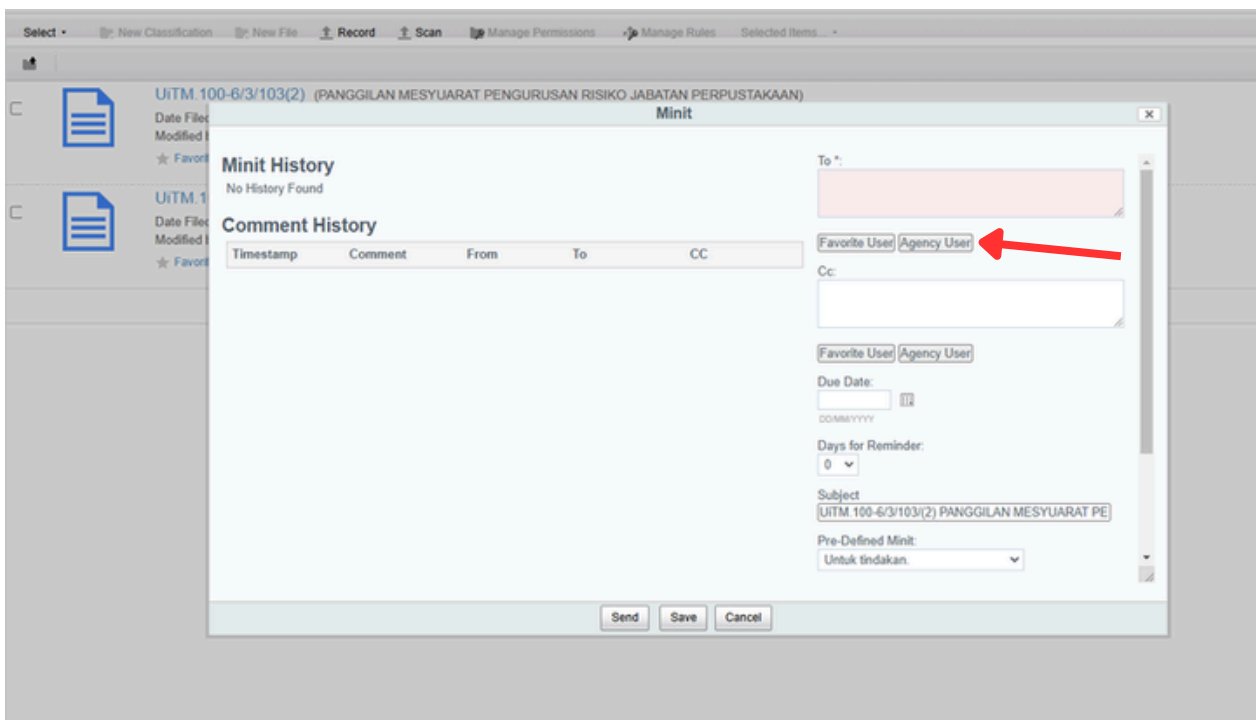 Select
New Classification
New File
Record
Scan
Manage Permissions
Manage Rules
Selected Items...
UiTM.100-6/3/103(2) (PANGGILAN MESYUARAT PENGURUSAN RISIKO JABATAN PERPUSTAKAAN)
Date Filed
Modified
Favorit
UiTM.1
Date Filed
Modified
Favorit
Minit
Minit History
No History Found
Comment History
Timestamp Comment From To CC
To *:
Favorite User Agency User
Cc:
Favorite User Agency User
Due Date:
DD/MM/YYYY
Days for Reminder:
0
Subject
UiTM.100-6/3/103/(2) PANGGILAN MESYUARAT PE
Pre-Defined Minit:
Untuk tindakan.
Send Save Cancel